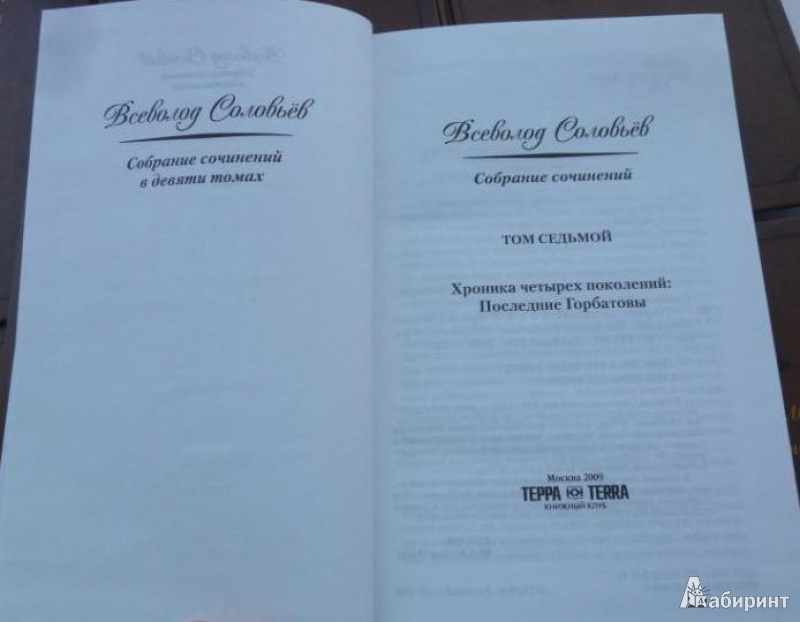 Всеволод Соловьёв
Собрание сочинений
в девяти томах
Всеволод Соловьёв
Собрание сочинений
ТОМ СЕДЬМОЙ
Хроника четырех поколений:
Последние Горбатовы
Москва 2009
ТЕРРА TERRA
КНИЖНЫЙ КЛУБ
Лабиринт